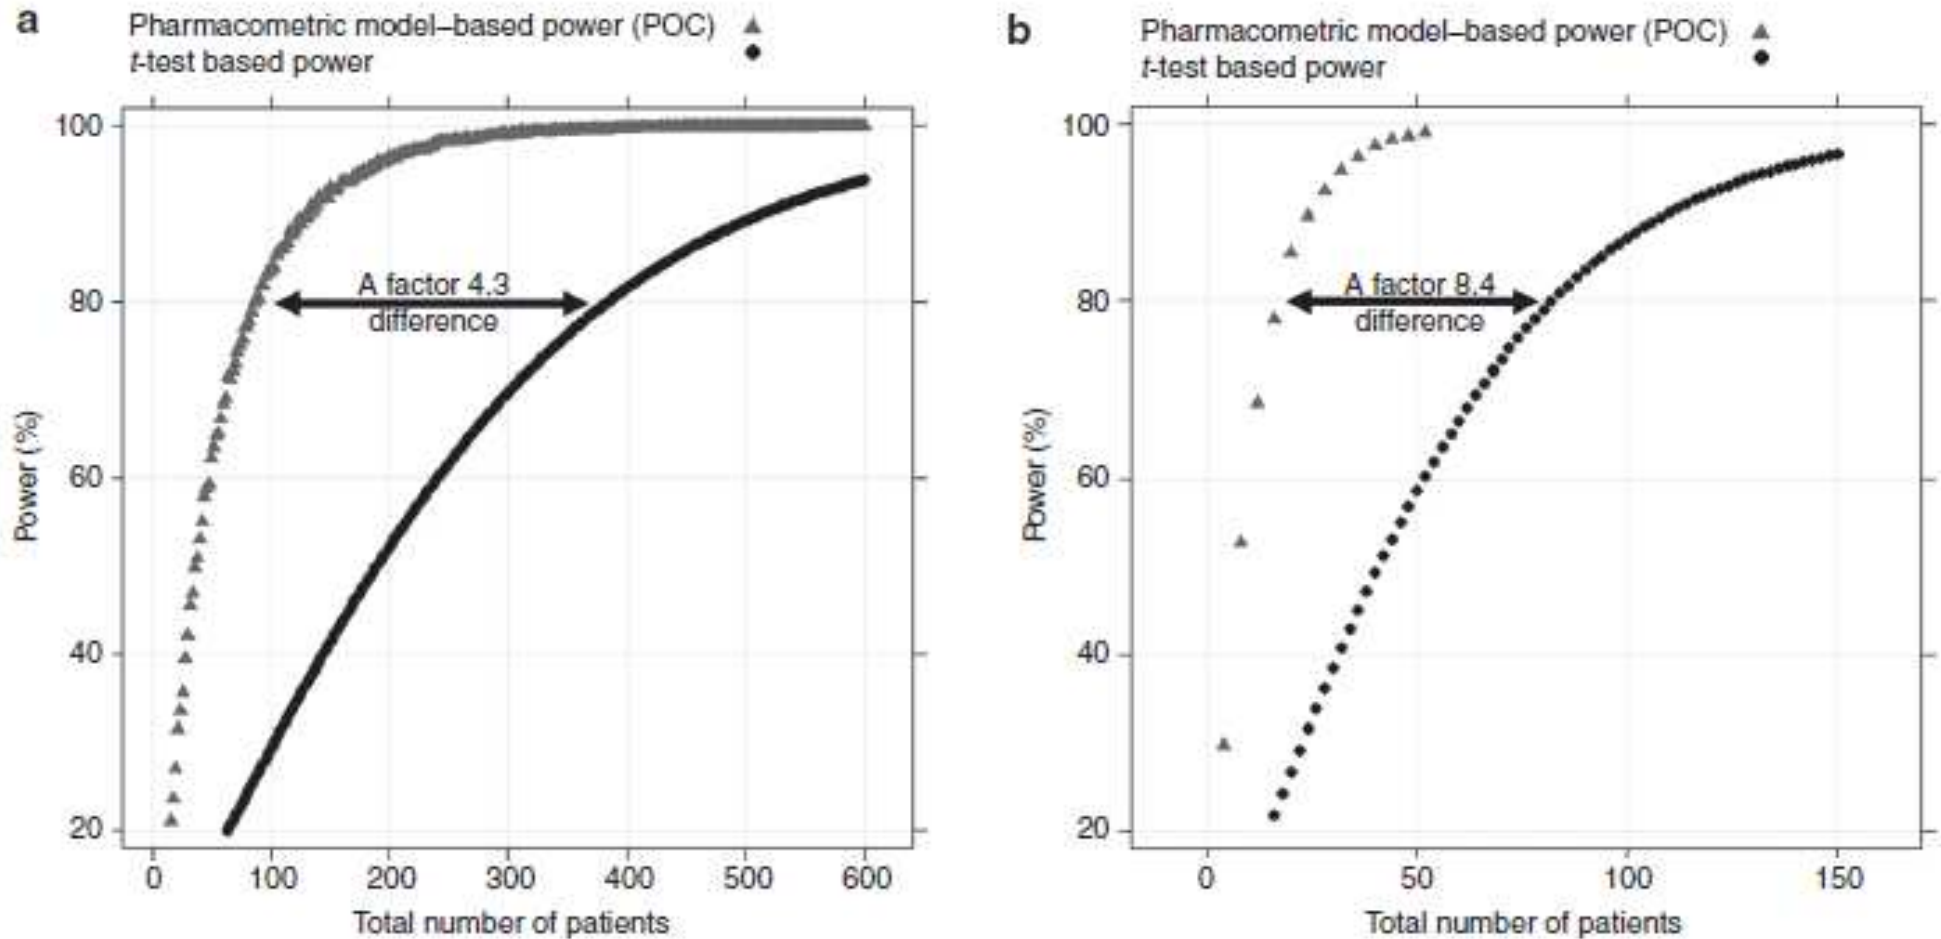 a
Pharmacometric model–based power (POC)
t-test based power
100
80
60
40
20
Power (%)
A factor 4.3
difference
0 100 200 300 400 500 600
Total number of patients
b
Pharmacometric model–based power (POC)
t-test based power
100
80
60
40
20
Power (%)
A factor 8.4
difference
0 50 100 150
Total number of patients